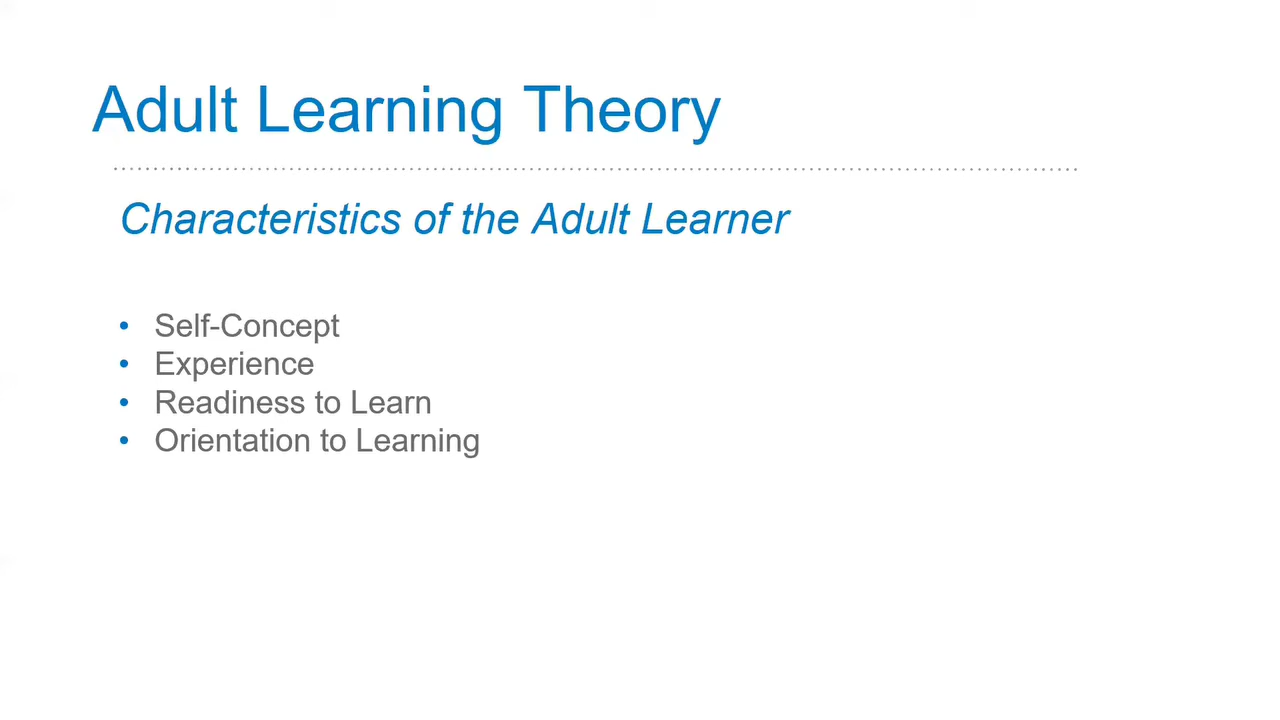 Adult Learning Theory
Characteristics of the Adult Learner
• Self-Concept
• Experience
• Readiness to Learn
• Orientation to Learning